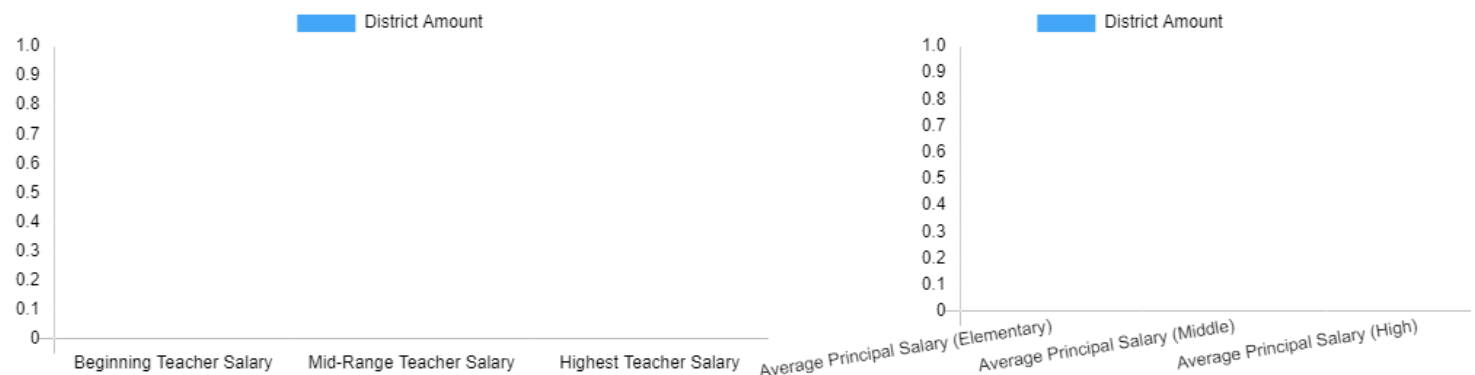 District Amount
1.0
0.9
0.8
0.7
0.6
0.5
0.4
0.3
0.2
0.1
0
Beginning Teacher Salary
Mid-Range Teacher Salary
Highest Teacher Salary
District Amount
1.0
0.9
0.8
0.7
0.6
0.5
0.4
0.3
0.2
0.1
0
Average Principal Salary (Elementary)
Average Principal Salary (Middle)
Average Principal Salary (High)